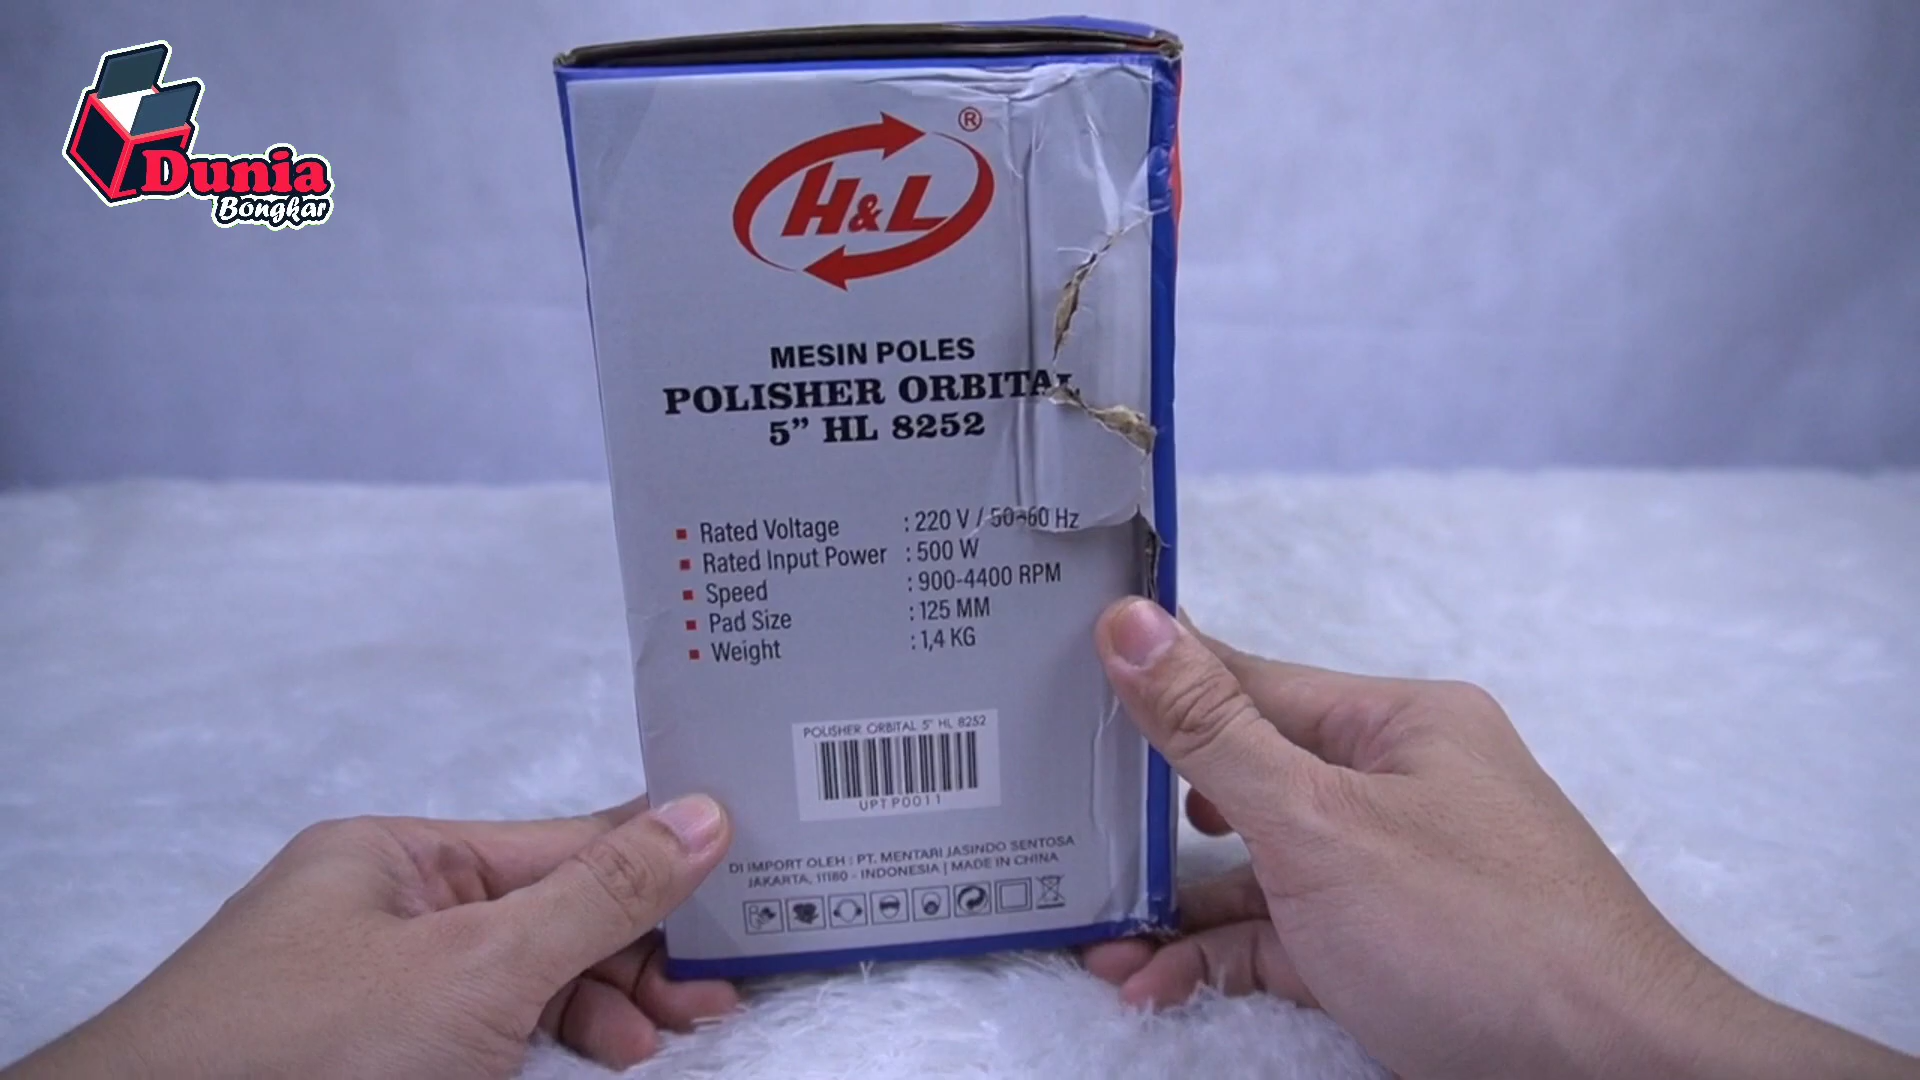 Dunia
Bongkar
H&L
®
MESIN POLES
POLISHER ORBITAL
5” HL 8252
Rated Voltage : 220 V / 50~60 Hz
Rated Input Power : 500 W
Speed : 900-4400 RPM
Pad Size : 125 MM
Weight : 1,4 KG
POLISHER ORBITAL 5" HL 8252
UPTP0011
DI IMPORT OLEH : PT. MENTARI JASINDO SENTOSA
JAKARTA, 11180 - INDONESIA | MADE IN CHINA